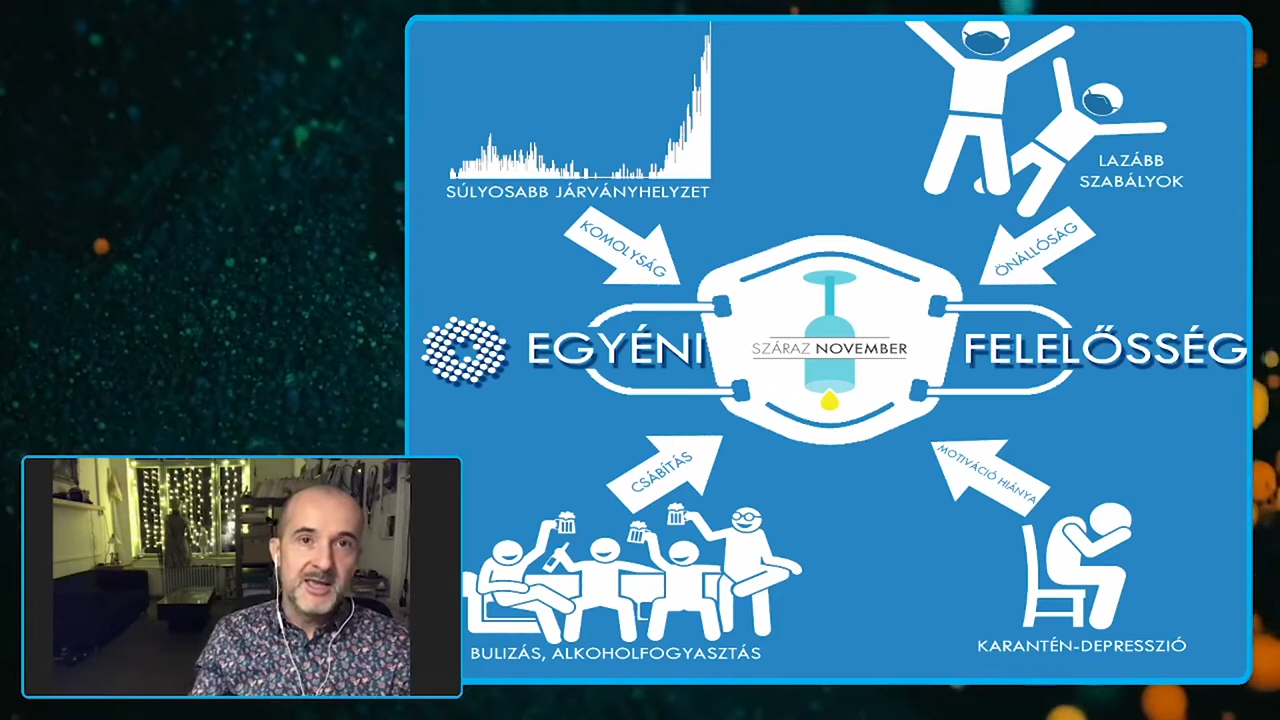 SÚLYOSABB JÁRVÁNYHELYZET
LAZÁBB
SZABÁLYOK
KOMOLYSÁG
ÖNÁLLÓSÁG
EGYÉNI
SZÁRAZ NOVEMBER
FELELŐSSÉG
CSÁBÍTÁS
MOTIVÁCIÓ HIÁNYA
BULIZÁS, ALKOHOLFOGYASZTÁS
KARANTÉN-DEPRESSZIÓ